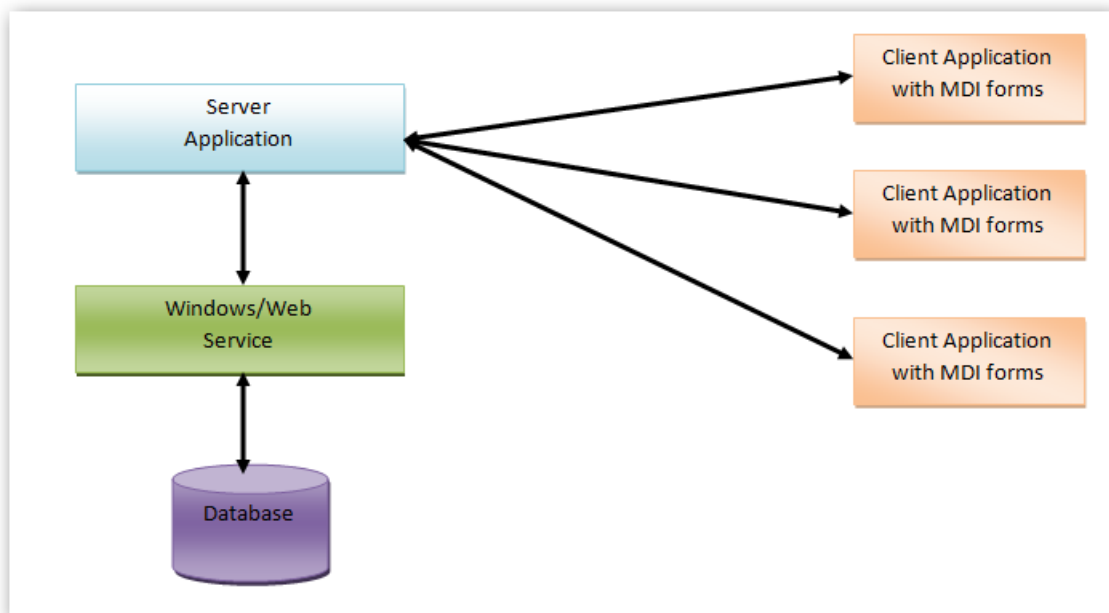 Server
Application
Windows/Web
Service
Database
Client Application
with MDI forms
Client Application
with MDI forms
Client Application
with MDI forms